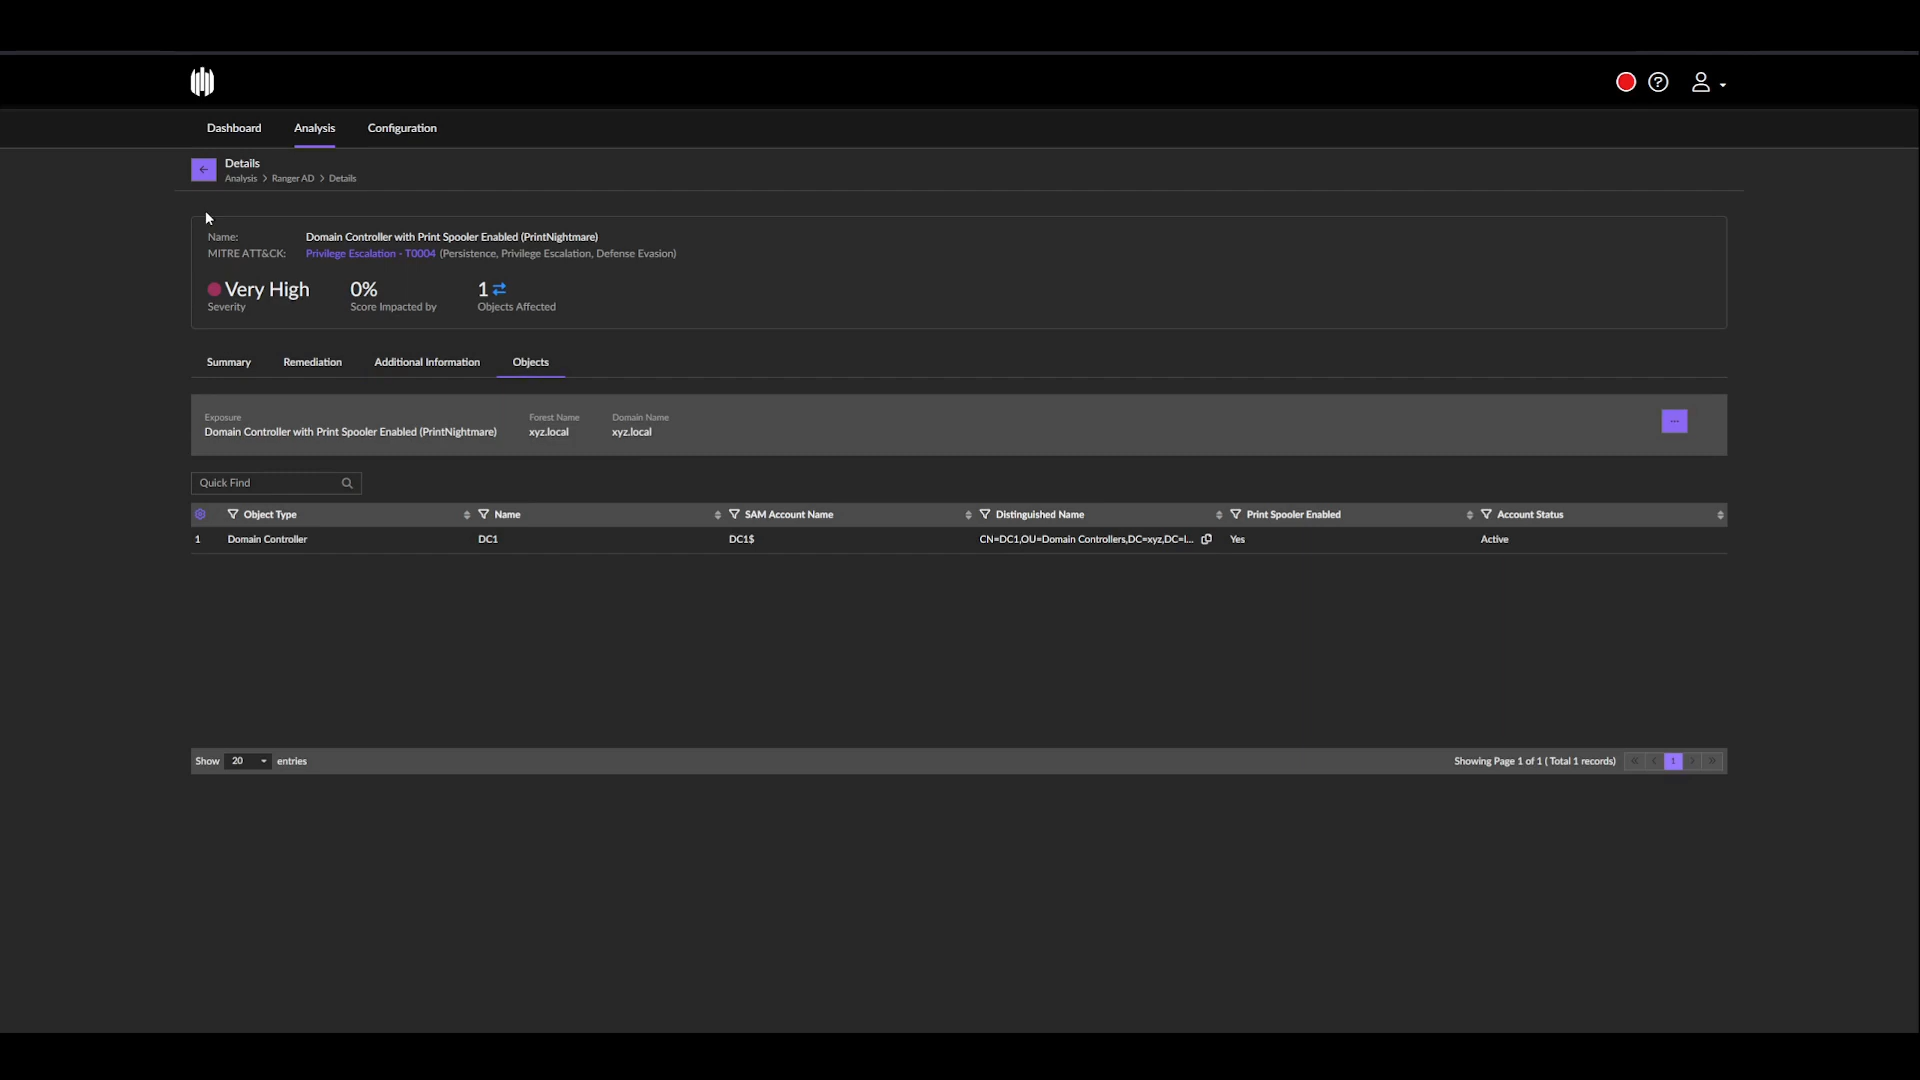 Dashboard Analysis Configuration
Details
Analysis > Ranger AD > Details
Name: Domain Controller with Print Spooler Enabled (PrintNightmare)
MITRE ATT&CK: Privilege Escalation - T0004 (Persistence, Privilege Escalation, Defense Evasion)
Very High 0% 1
Severity Score Impacted by Objects Affected
Summary Remediation Additional Information Objects
Exposure Forest Name Domain Name
Domain Controller with Print Spooler Enabled (PrintNightmare) xyz.local xyz.local
...
Quick Find
Object Type Name SAM Account Name Distinguished Name Print Spooler Enabled Account Status
1 Domain Controller DC1 DC1$ CN=DC1,OU=Domain Controllers,DC=xyz,DC=l... Yes Active
Show 20 entries Showing Page 1 of 1 ( Total 1 records) « < 1 > »